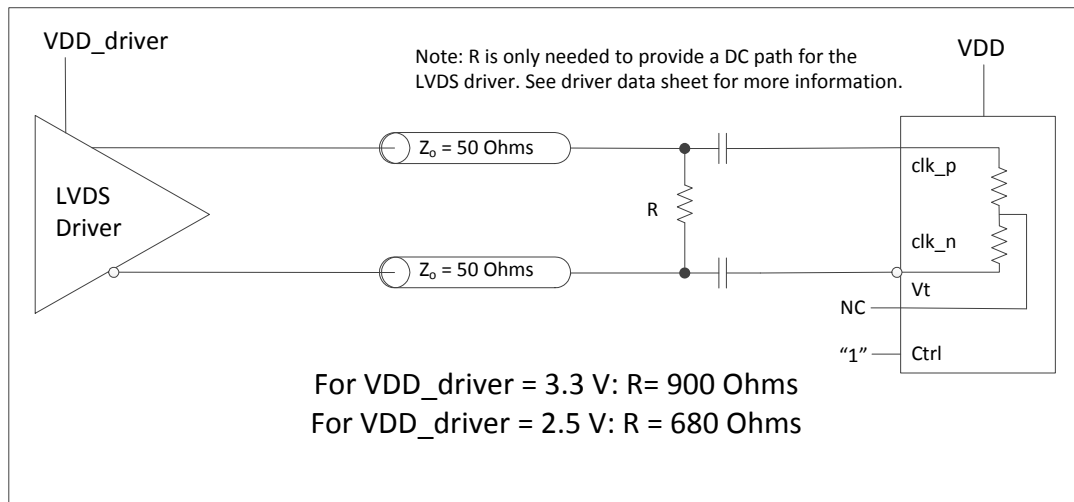 VDD_driver
Note: R is only needed to provide a DC path for the
LVDS driver. See driver data sheet for more information.
VDD
Zo = 50 Ohms
clk_p
LVDS
Driver
R
clk_n
Zo = 50 Ohms
Vt
NC
“1”
Ctrl
For VDD_driver = 3.3 V: R= 900 Ohms
For VDD_driver = 2.5 V: R = 680 Ohms